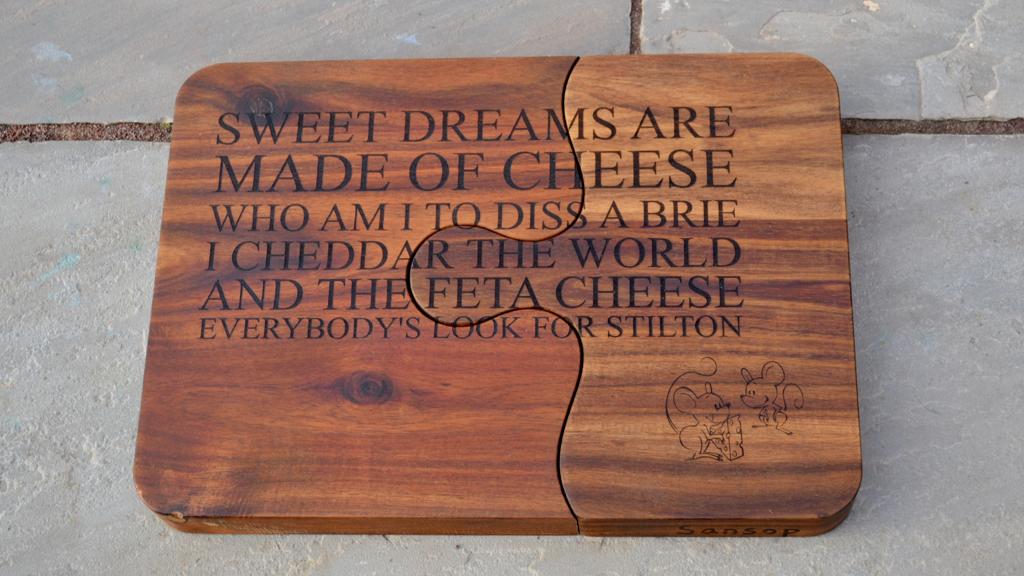 SWEET DREAMS ARE
MADE OF CHEESE
WHO AM I TO DISS A BRIE
I CHEDDAR THE WORLD
AND THE FETA CHEESE
EVERYBODY'S LOOK FOR STILTON
Sansop